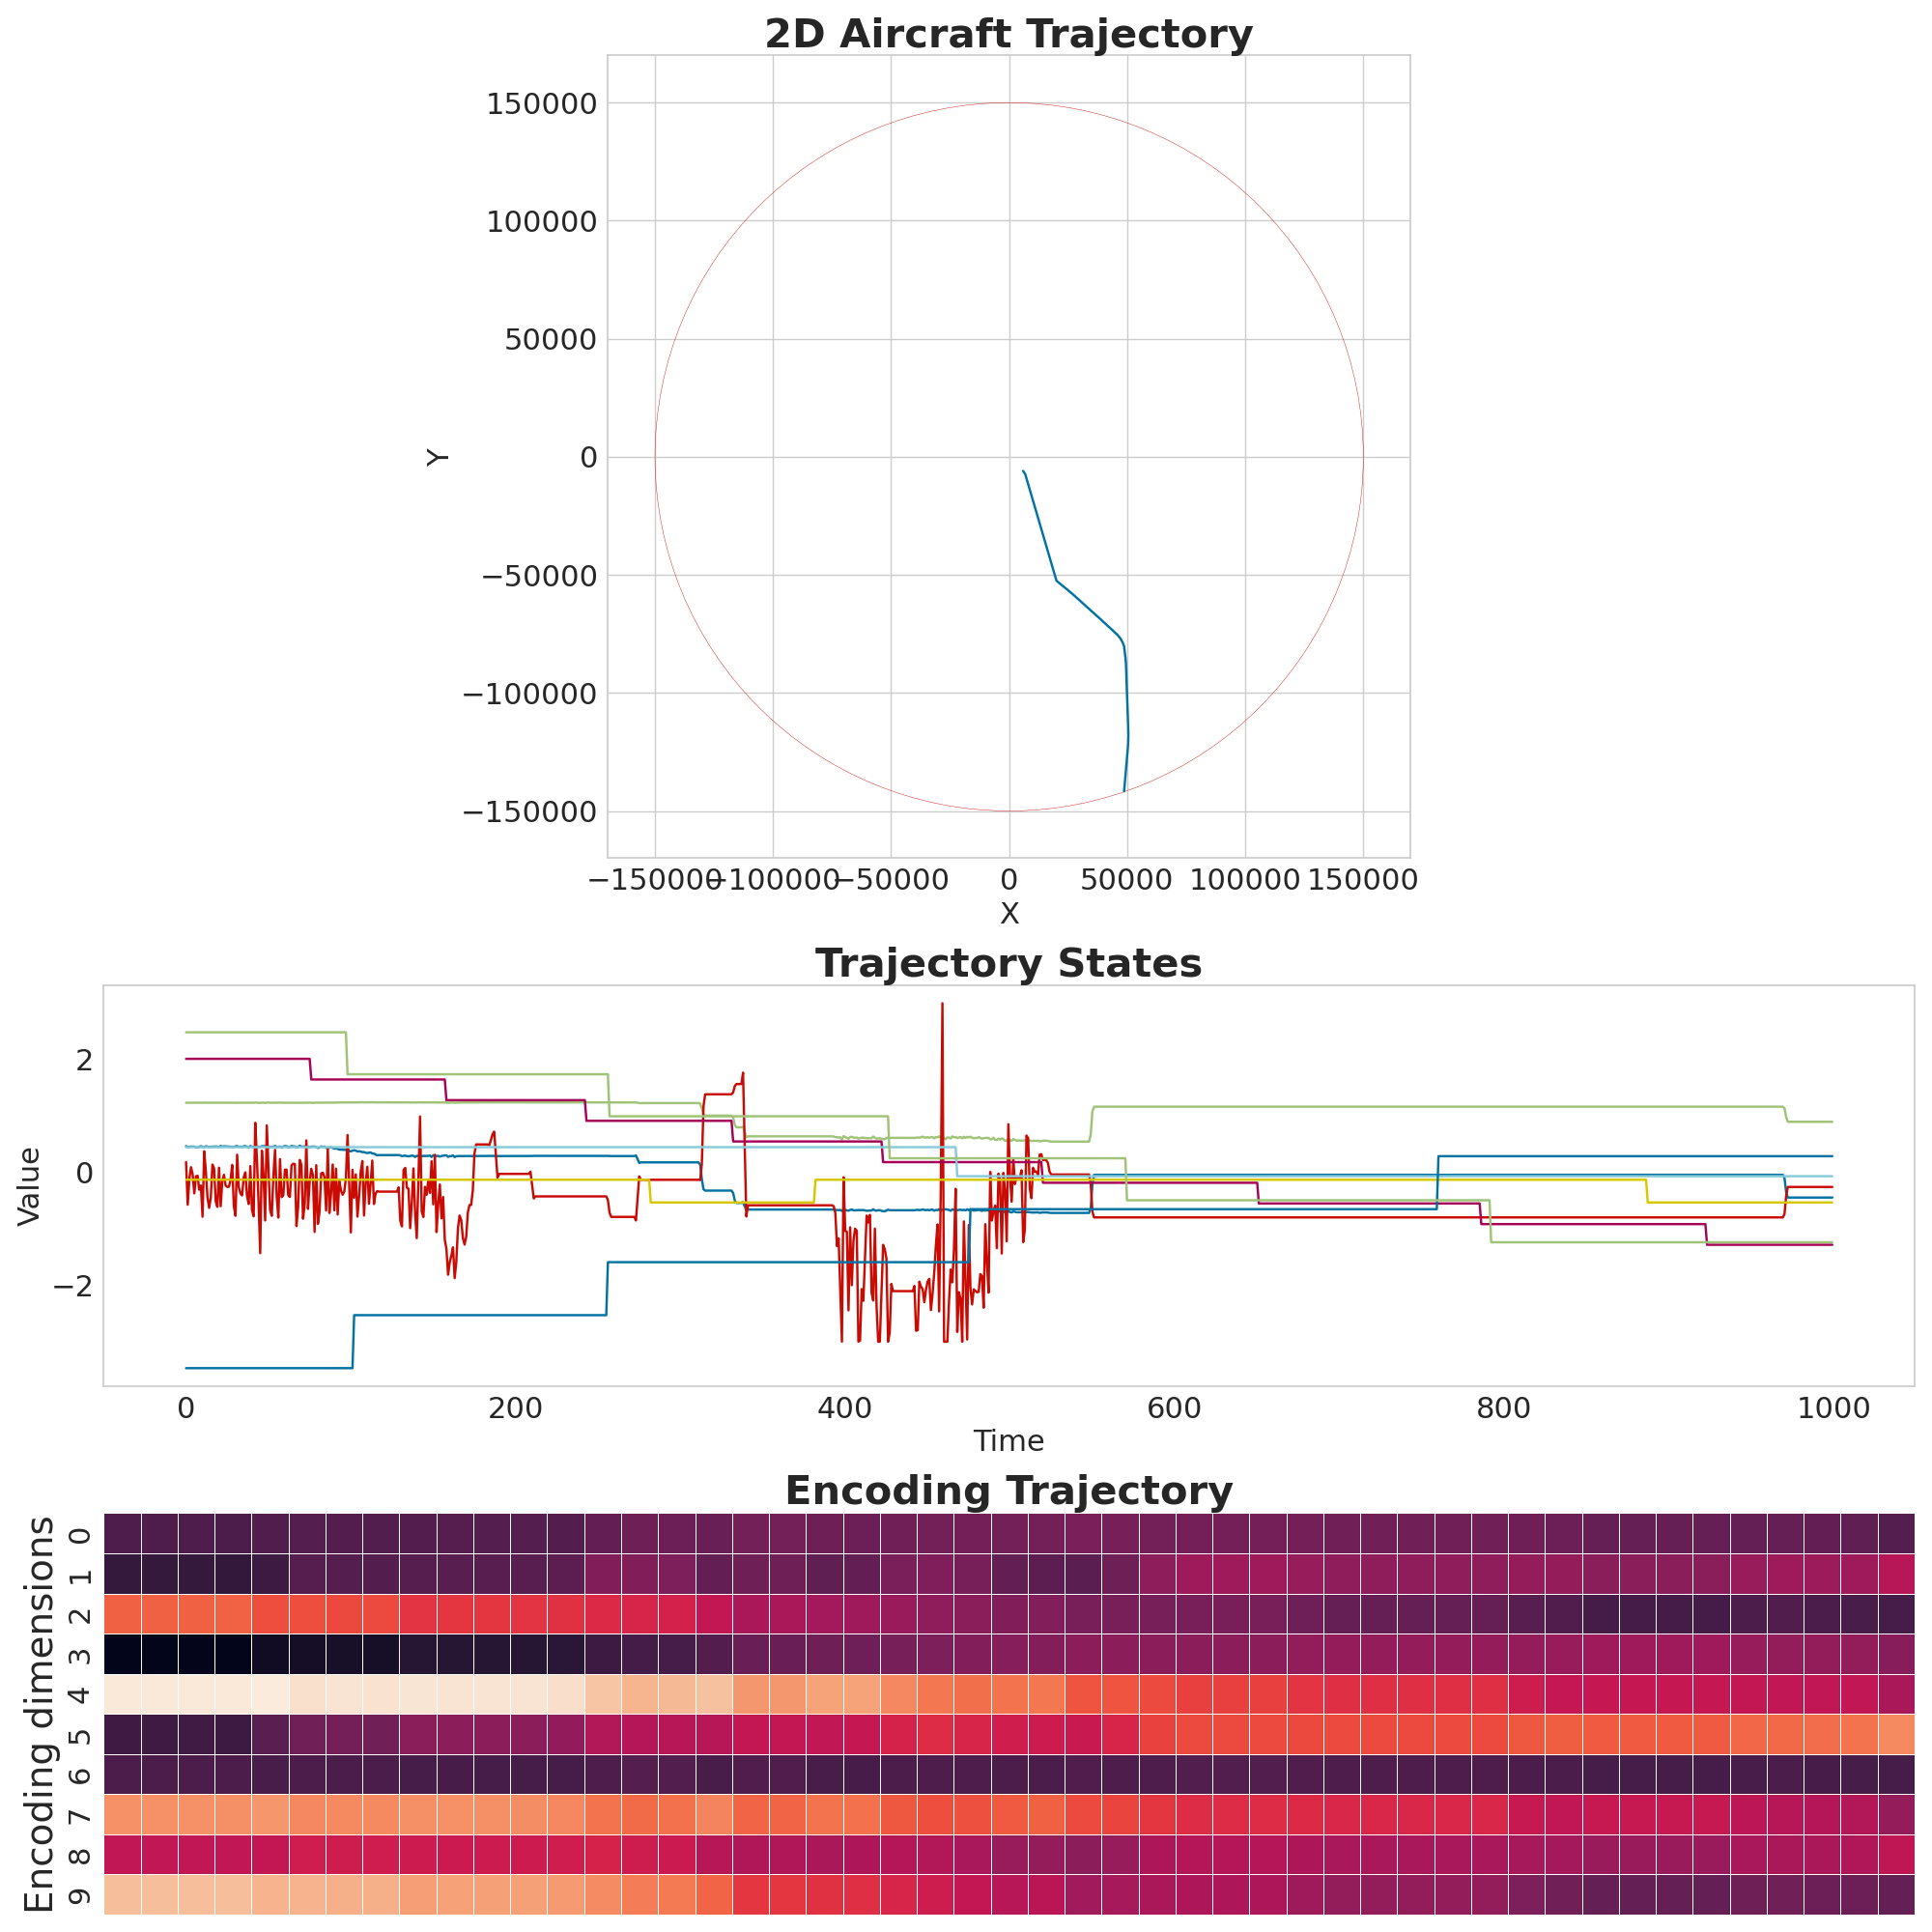 2D Aircraft Trajectory
150000
100000
50000
0
−50000
−100000
−150000
Y
−150000 −100000 −50000 0 50000 100000 150000
X
Trajectory States
2
0
−2
Value
0 200 400 600 800 1000
Time
Encoding Trajectory
Encoding dimensions
0
1
2
3
4
5
6
7
8
9